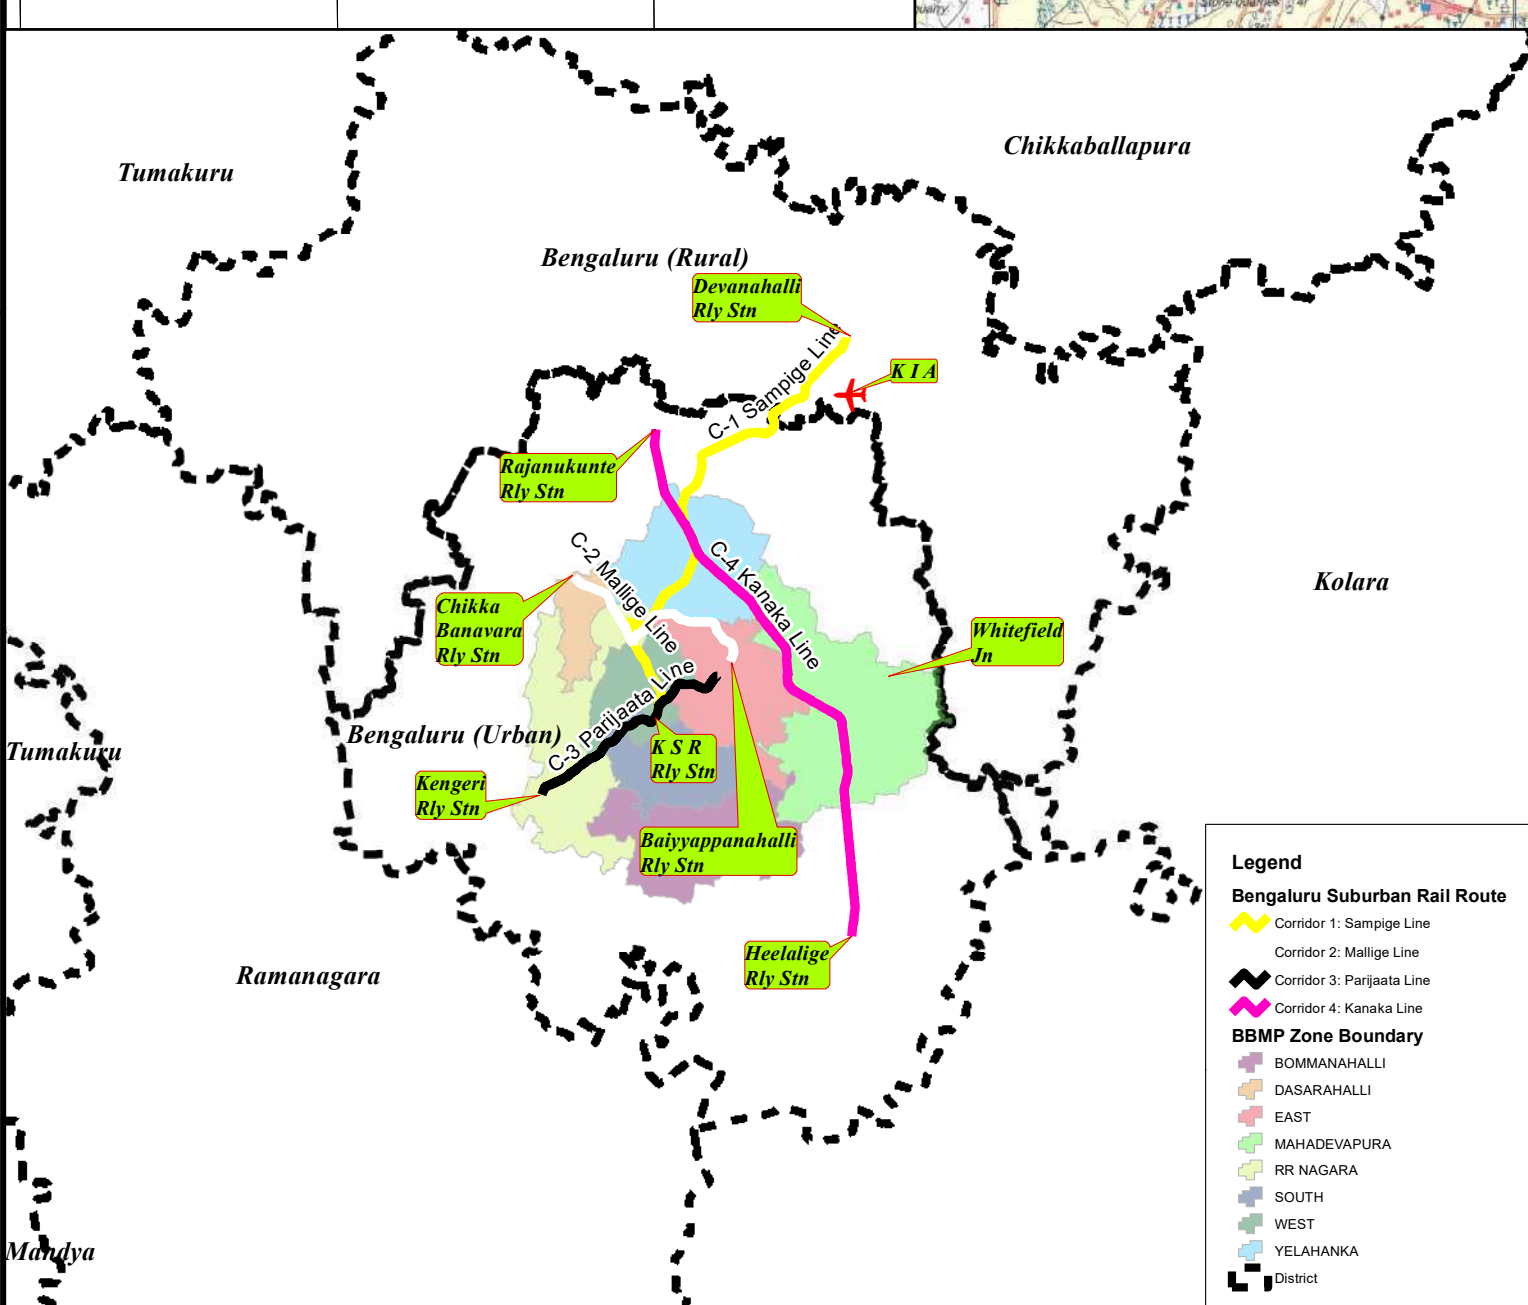 Stone quarries
Tumakuru
Chikkaballapura
Bengaluru (Rural)
Devanahalli
Rly Stn
C-1 Sampige Line
K I A
Rajanukunte
Rly Stn
C-2 Mallige Line
C-4 Kanaka Line
Kolara
Chikka
Banavara
Rly Stn
Whitefield
Jn
C-3 Parijaata Line
Bengaluru (Urban)
Tumakuru
K S R
Rly Stn
Kengeri
Rly Stn
Baiyyappanahalli
Rly Stn
Heelalige
Rly Stn
Ramanagara
Mandya
Legend
Bengaluru Suburban Rail Route
Corridor 1: Sampige Line
Corridor 2: Mallige Line
Corridor 3: Parijaata Line
Corridor 4: Kanaka Line
BBMP Zone Boundary
BOMMANAHALLI
DASARAHALLI
EAST
MAHADEVAPURA
RR NAGARA
SOUTH
WEST
YELAHANKA
District